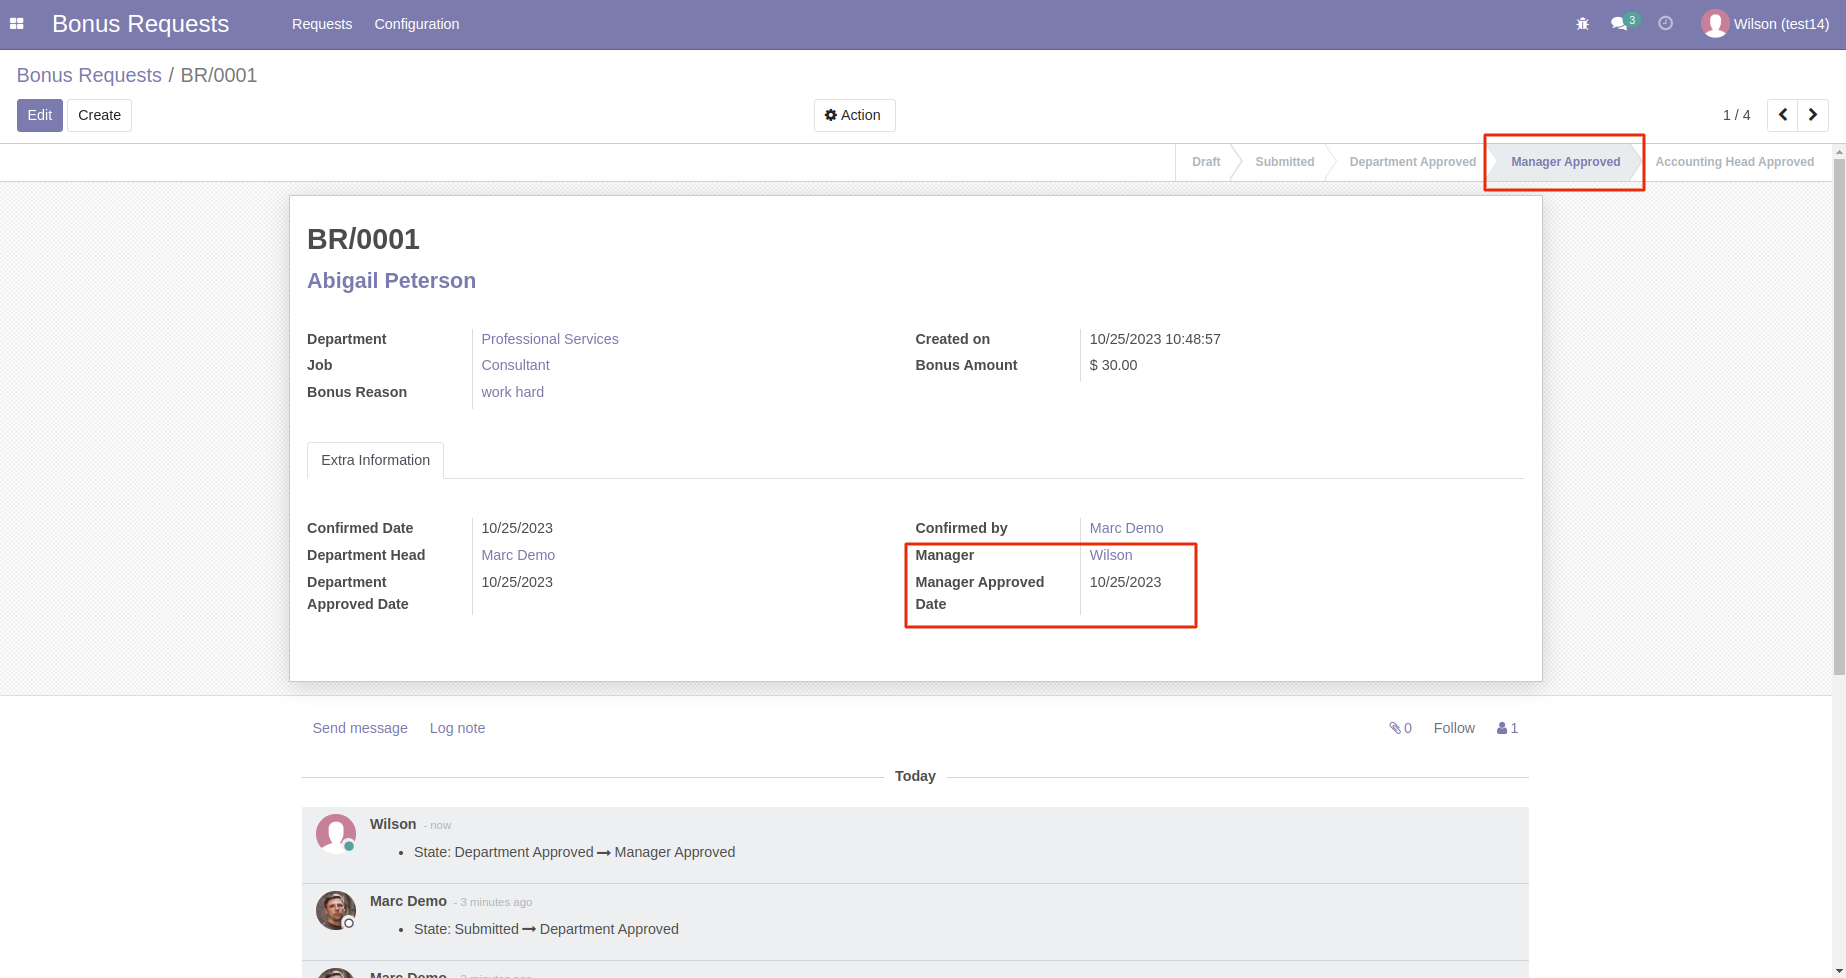 Bonus Requests Requests Configuration 3 Wilson (test14)
Bonus Requests / BR/0001
Edit Create Action 1 / 4
Draft Submitted Department Approved Manager Approved Accounting Head Approved
BR/0001
Abigail Peterson
Department Professional Services Created on 10/25/2023 10:48:57
Job Consultant Bonus Amount $ 30.00
Bonus Reason work hard
Extra Information
Confirmed Date 10/25/2023 Confirmed by Marc Demo
Department Head Marc Demo Manager Wilson
Department 10/25/2023 Manager Approved 10/25/2023
Approved Date Date
Send message Log note 0 Follow 1
Today
Wilson - now
• State: Department Approved → Manager Approved
Marc Demo - 3 minutes ago
• State: Submitted → Department Approved
Marc Demo - 3 minutes ago